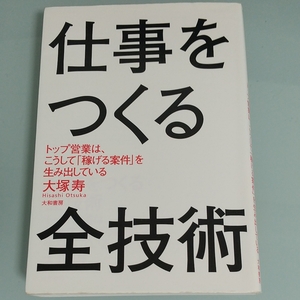 仕事を
つくる
トップ営業は、
こうして「稼げる案件」を
生み出している
大塚寿
Hisashi Otsuka
大和書房
全技術